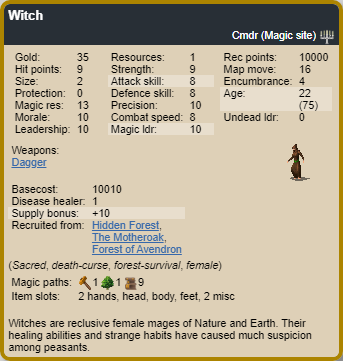 Witch
Cmdr (Magic site)
Gold: 35 Resources: 1 Rec points: 10000
Hit points: 9 Strength: 9 Map move: 16
Size: 2 Attack skill: 8 Encumbrance: 4
Protection: 0 Defence skill: 8 Age: 22
Magic res: 13 Precision: 10 (75)
Morale: 10 Combat speed: 8 Undead ldr: 0
Leadership: 10 Magic ldr: 10
Weapons:
Dagger
Basecost: 10010
Disease healer: 1
Supply bonus: +10
Recruited from: Hidden Forest,
The Motheroak,
Forest of Avendron
(Sacred, death-curse, forest-survival, female)
Magic paths: 1 1 9
Item slots: 2 hands, head, body, feet, 2 misc
Witches are reclusive female mages of Nature and Earth. Their
healing abilities and strange habits have caused much suspicion
among peasants.